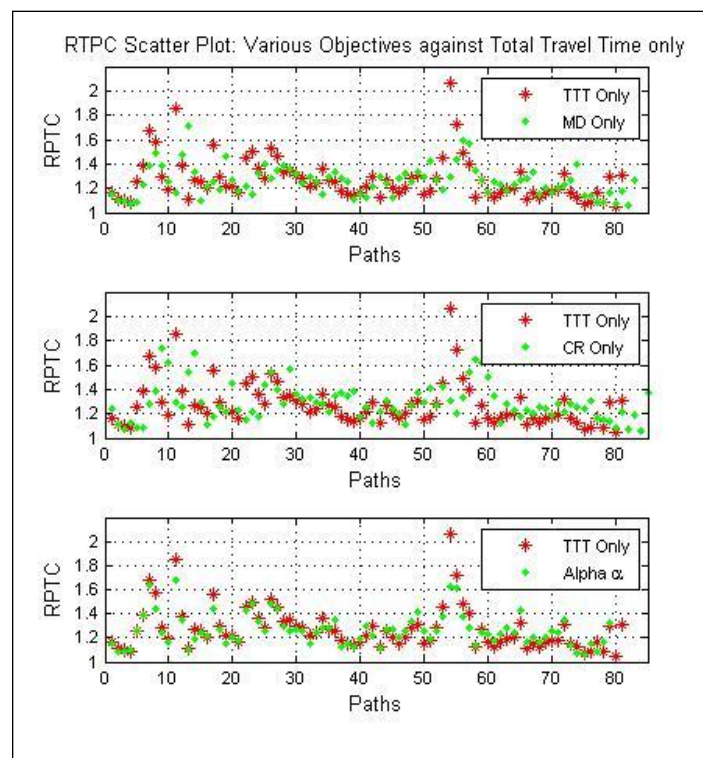 RTPC Scatter Plot: Various Objectives against Total Travel Time only
2
1.8
1.6
1.4
1.2
1
RPTC
TTT Only
MD Only
0 10 20 30 40 50 60 70 80
Paths
2
1.8
1.6
1.4
1.2
1
RPTC
TTT Only
CR Only
0 10 20 30 40 50 60 70 80
Paths
2
1.8
1.6
1.4
1.2
1
RPTC
TTT Only
Alpha α
0 10 20 30 40 50 60 70 80
Paths